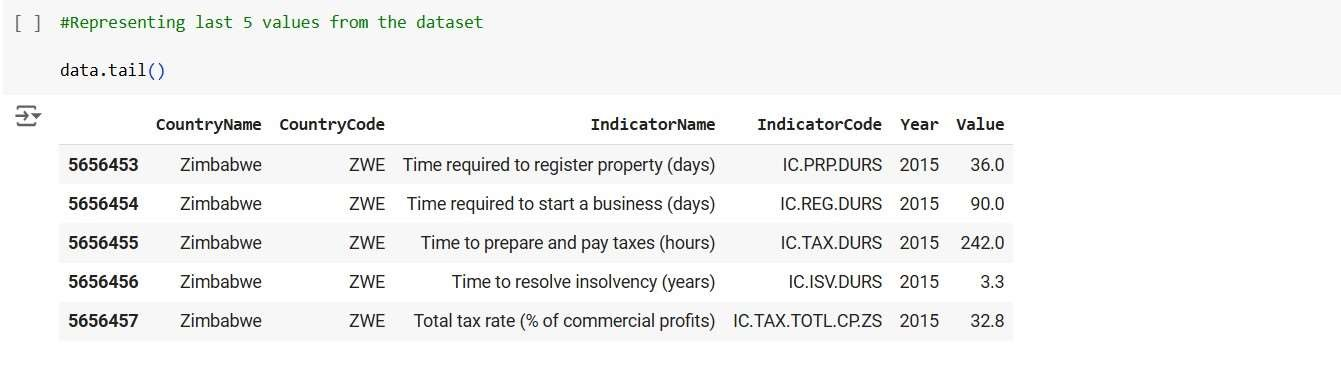 [ ] #Representing last 5 values from the dataset
data.tail()
CountryName CountryCode IndicatorName IndicatorCode Year Value
5656453 Zimbabwe ZWE Time required to register property (days) IC.PRP.DURS 2015 36.0
5656454 Zimbabwe ZWE Time required to start a business (days) IC.REG.DURS 2015 90.0
5656455 Zimbabwe ZWE Time to prepare and pay taxes (hours) IC.TAX.DURS 2015 242.0
5656456 Zimbabwe ZWE Time to resolve insolvency (years) IC.ISV.DURS 2015 3.3
5656457 Zimbabwe ZWE Total tax rate (% of commercial profits) IC.TAX.TOTL.CP.ZS 2015 32.8